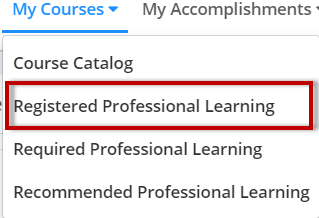 My Courses My Accomplishments
Course Catalog
Registered Professional Learning
Required Professional Learning
Recommended Professional Learning